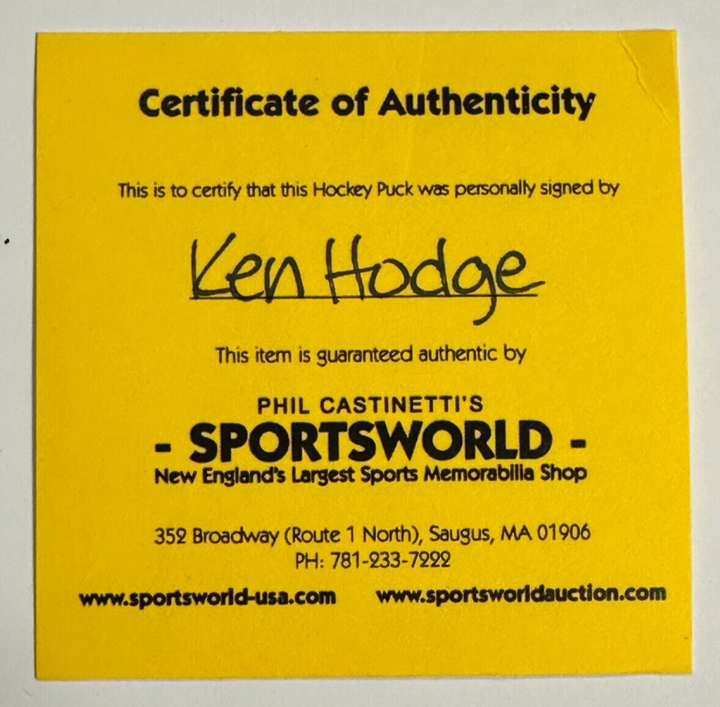 Certificate of Authenticity
This is to certify that this Hockey Puck was personally signed by
Ken Hodge
This item is guaranteed authentic by
PHIL CASTINETTI'S
- SPORTSWORLD -
New England's Largest Sports Memorabilia Shop
352 Broadway (Route 1 North), Saugus, MA 01906
PH: 781-233-7222
www.sportsworld-usa.com www.sportsworldauction.com